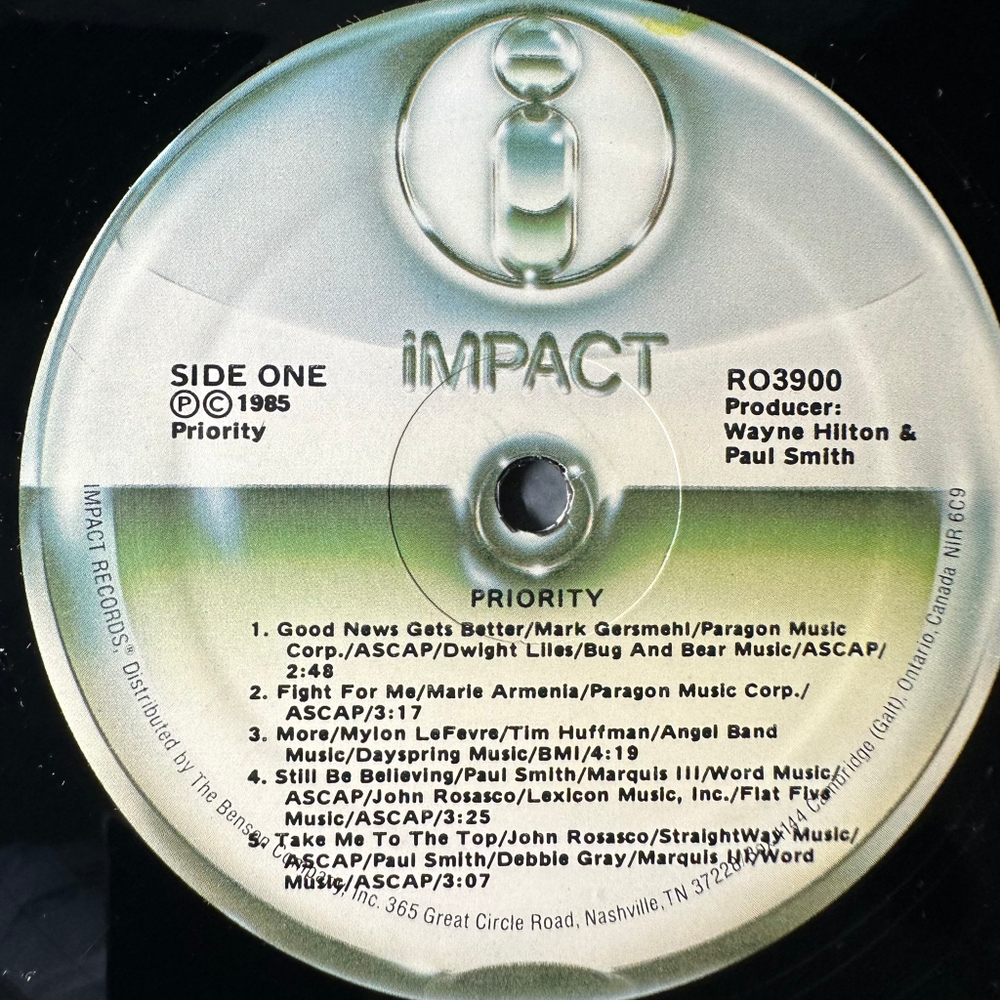 iMPACT
SIDE ONE
Ⓟ©1985
Priority
RO3900
Producer:
Wayne Hilton &
Paul Smith
PRIORITY
1. Good News Gets Better/Mark Gersmehl/Paragon Music
Corp./ASCAP/Dwight Liles/Bug And Bear Music/ASCAP/
2:48
2. Fight For Me/Marie Armenia/Paragon Music Corp./
ASCAP/3:17
3. More/Mylon LeFevre/Tim Huffman/Angel Band
Music/Dayspring Music/BMI/4:19
4. Still Be Believing/Paul Smith/Marquis III/Word Music/
ASCAP/John Rosasco/Lexicon Music, Inc./Flat Five
Music/ASCAP/3:25
5. Take Me To The Top/John Rosasco/StraightWay Music/
ASCAP/Paul Smith/Debbie Gray/Marquis III/Word
Music/ASCAP/3:07
IMPACT RECORDS,® Distributed by The Benson Company, Inc. 365 Great Circle Road, Nashville, TN 37228/Box 4144 Cambridge (Galt), Ontario, Canada NIR 6C9